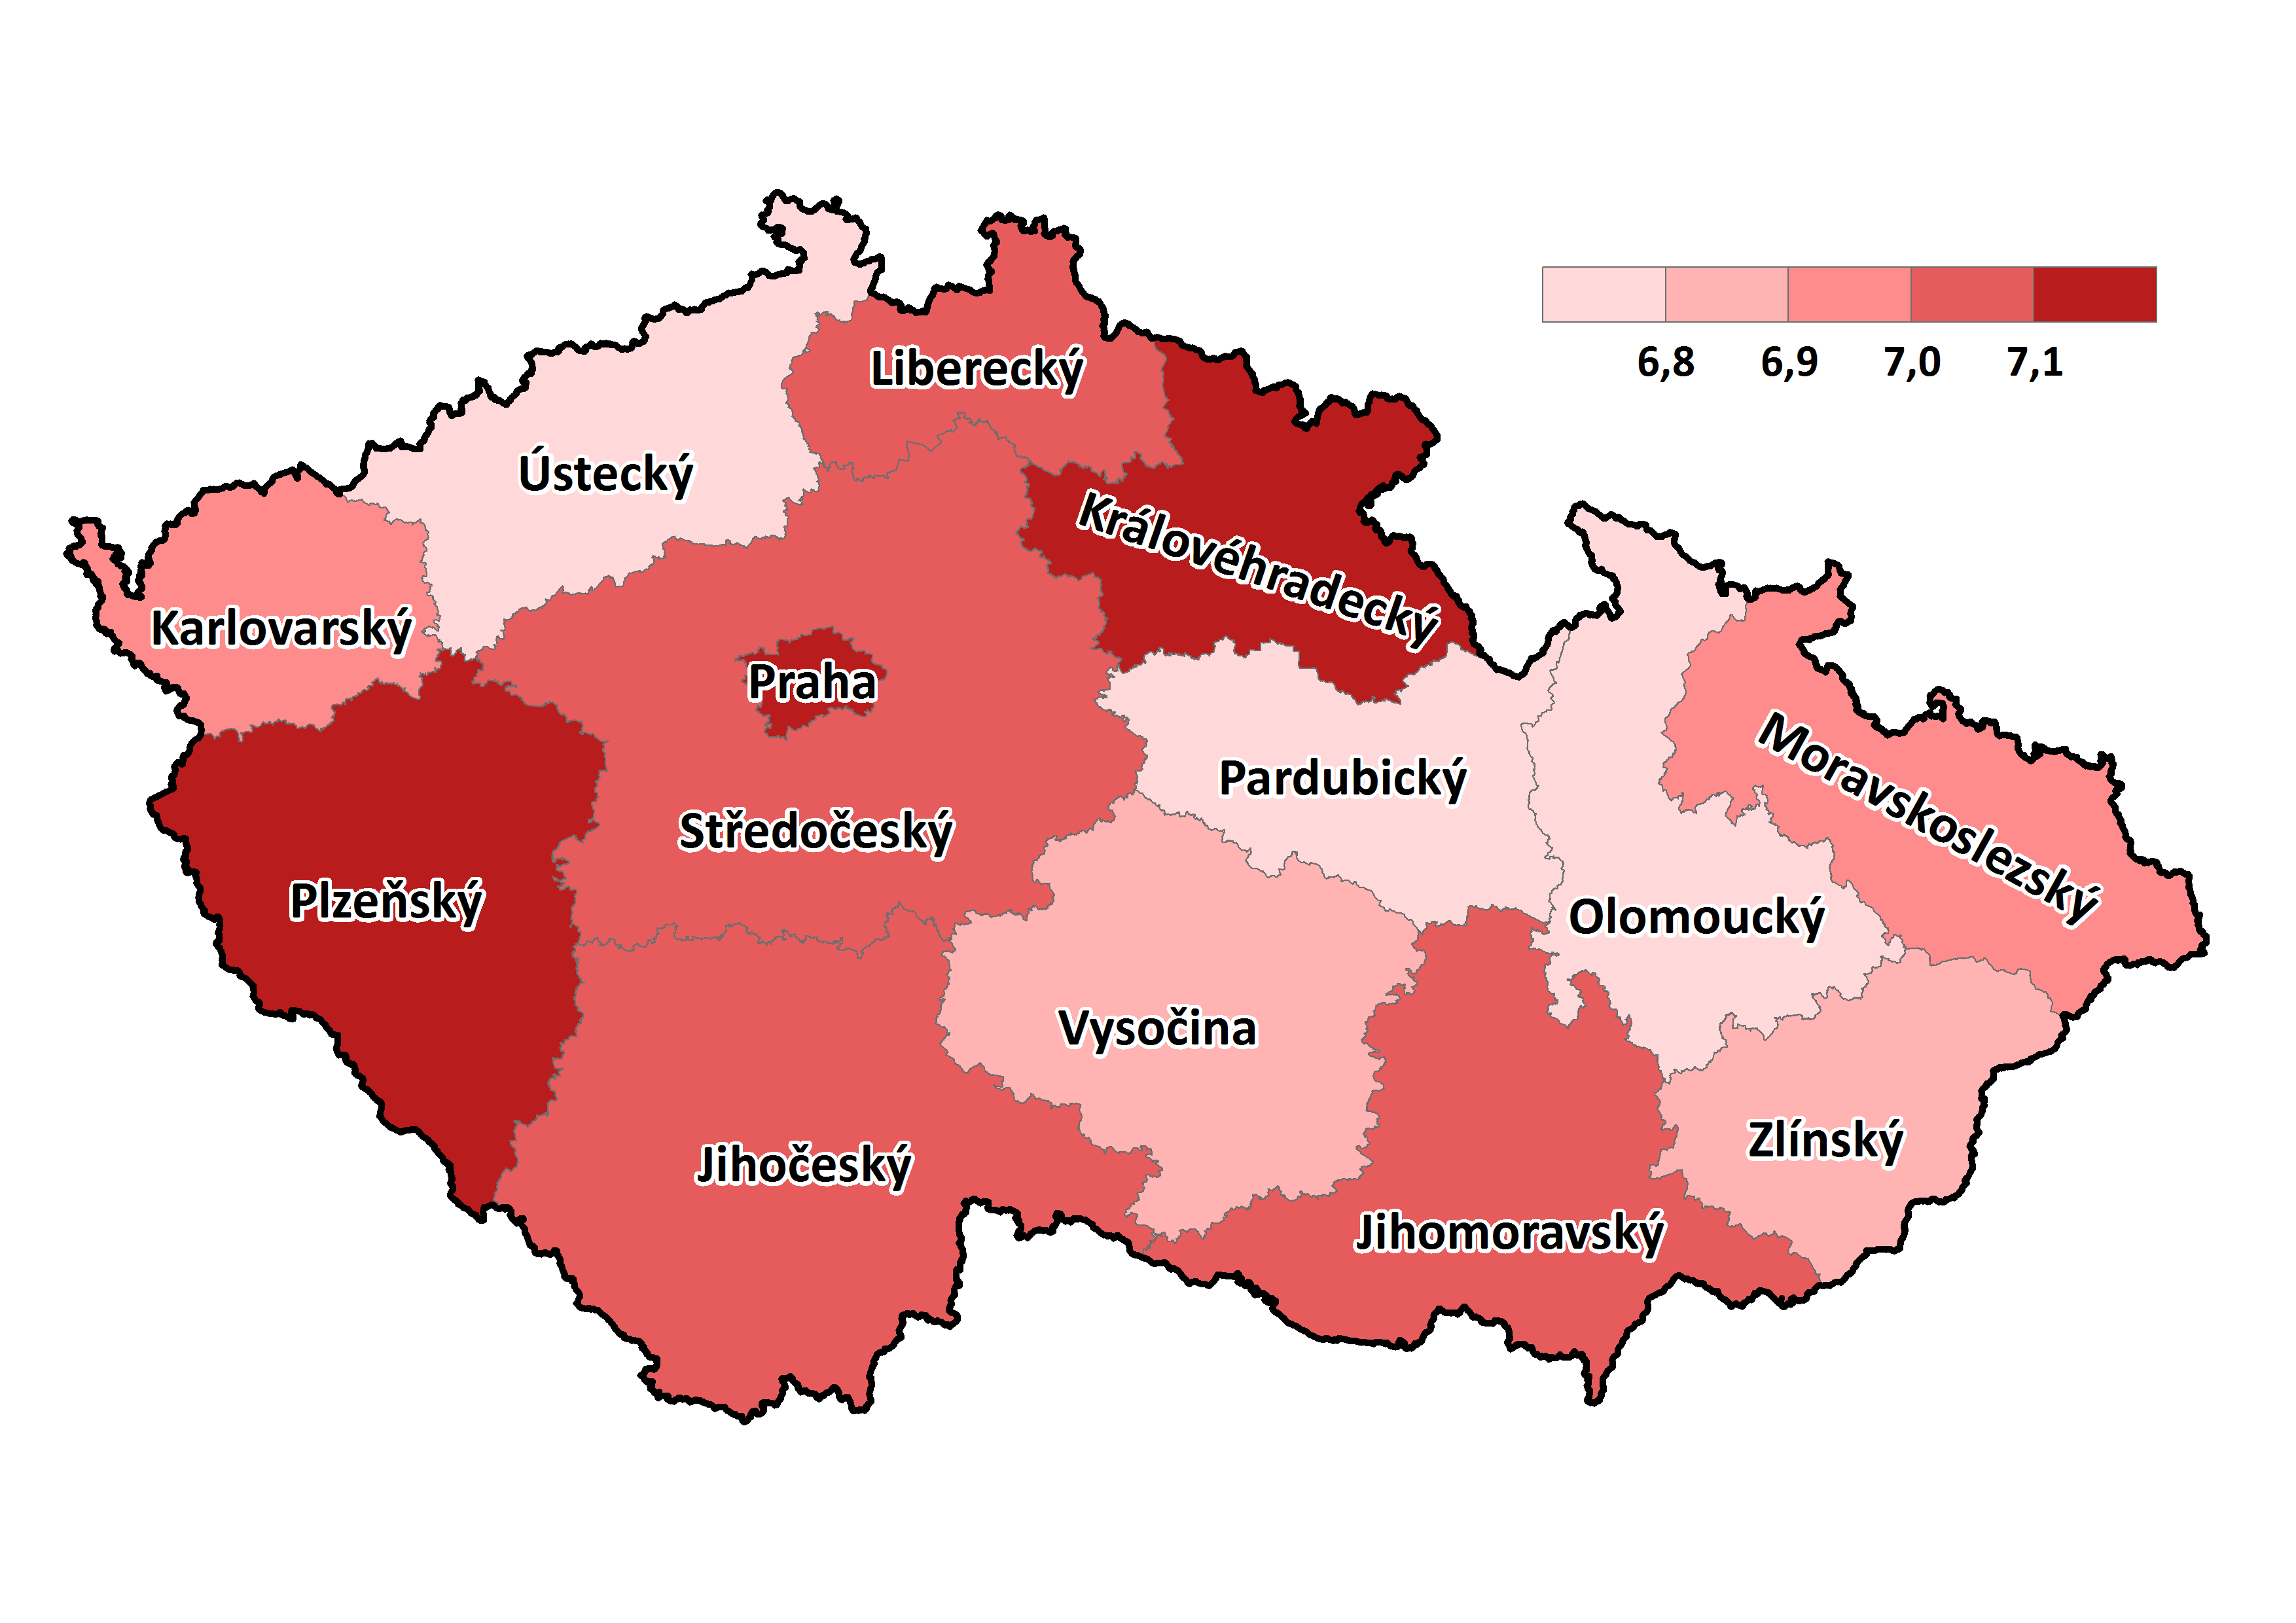 Liberecký
6,8 6,9 7,0 7,1
Ústecký
Královéhradecký
Karlovarský
Praha
Pardubický
Moravskoslezský
Středočeský
Plzeňský
Olomoucký
Vysočina
Zlínský
Jihočeský
Jihomoravský